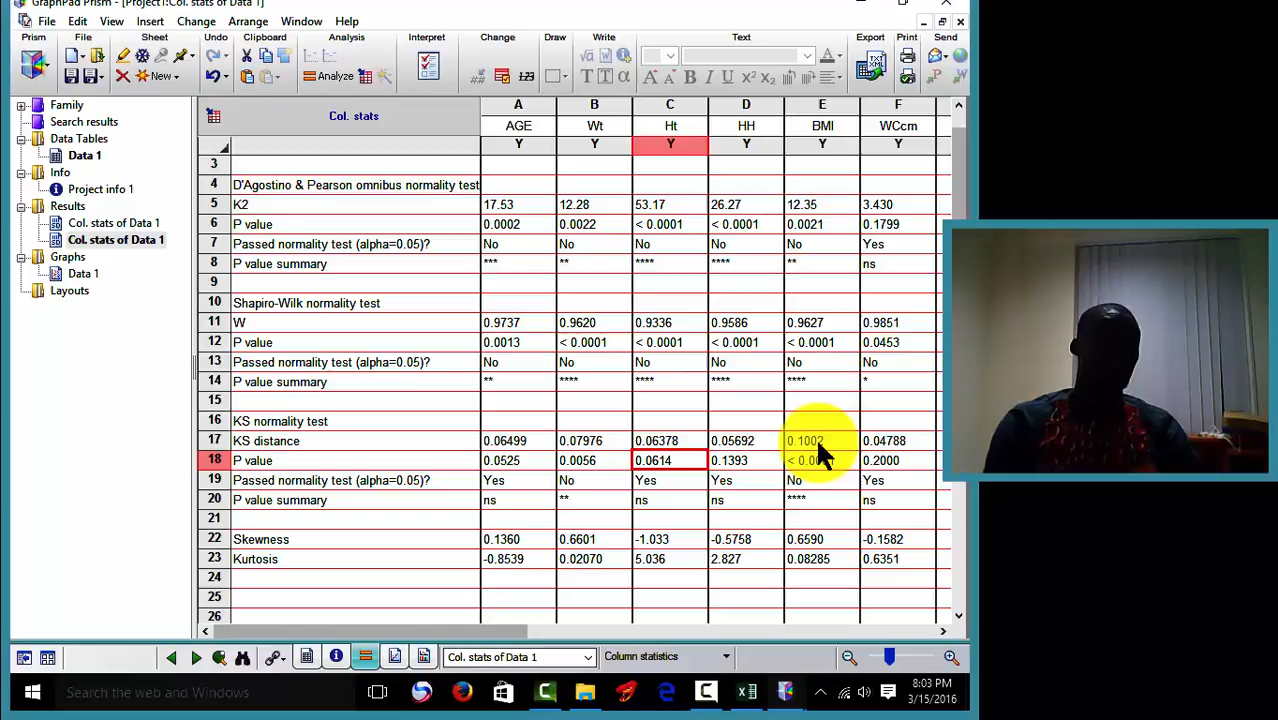 GraphPad Prism - [Project1:Col. stats of Data 1]
File Edit View Insert Change Arrange Window Help
Prism File Sheet Undo Clipboard Analysis Interpret Change Draw Write Text Export Print Send
New
Analyze
123
Family
Search results
Data Tables
Data 1
Info
Project info 1
Results
Col. stats of Data 1
Col. stats of Data 1
Graphs
Data 1
Layouts
Col. stats A B C D E F
AGE Wt Ht HH BMI WCcm
Y Y Y Y Y Y
3
4 D'Agostino & Pearson omnibus normality test
5 K2 17.53 12.28 53.17 26.27 12.35 3.430
6 P value 0.0002 0.0022 < 0.0001 < 0.0001 0.0021 0.1799
7 Passed normality test (alpha=0.05)? No No No No No Yes
8 P value summary *** ** **** **** ** ns
9
10 Shapiro-Wilk normality test
11 W 0.9737 0.9620 0.9336 0.9586 0.9627 0.9851
12 P value 0.0013 < 0.0001 < 0.0001 < 0.0001 < 0.0001 0.0453
13 Passed normality test (alpha=0.05)? No No No No No No
14 P value summary ** **** **** **** **** *
15
16 KS normality test
17 KS distance 0.06499 0.07976 0.06378 0.05692 0.1002 0.04788
18 P value 0.0525 0.0056 0.0614 0.1393 0.2000
19 Passed normality test (alpha=0.05)? Yes No Yes Yes No Yes
20 P value summary ns ** ns ns **** ns
21
22 Skewness 0.1360 0.6601 -1.033 -0.5758 0.6590 -0.1582
23 Kurtosis -0.8539 0.02070 5.036 2.827 0.08285 0.6351
24
25
26
Col. stats of Data 1 Column statistics
Search the web and Windows
8:03 PM
3/15/2016